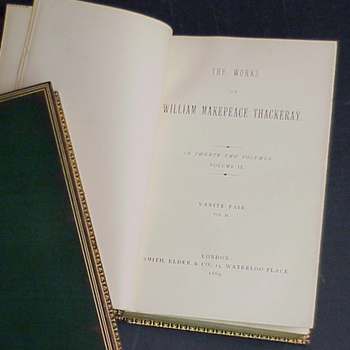 THE WORKS
OF
WILLIAM MAKEPEACE THACKERAY.
IN TWENTY-TWO VOLUMES
VOLUME II.
VANITY FAIR
VOL. II.
LONDON:
SMITH, ELDER & CO., 15, WATERLOO PLACE.
1869